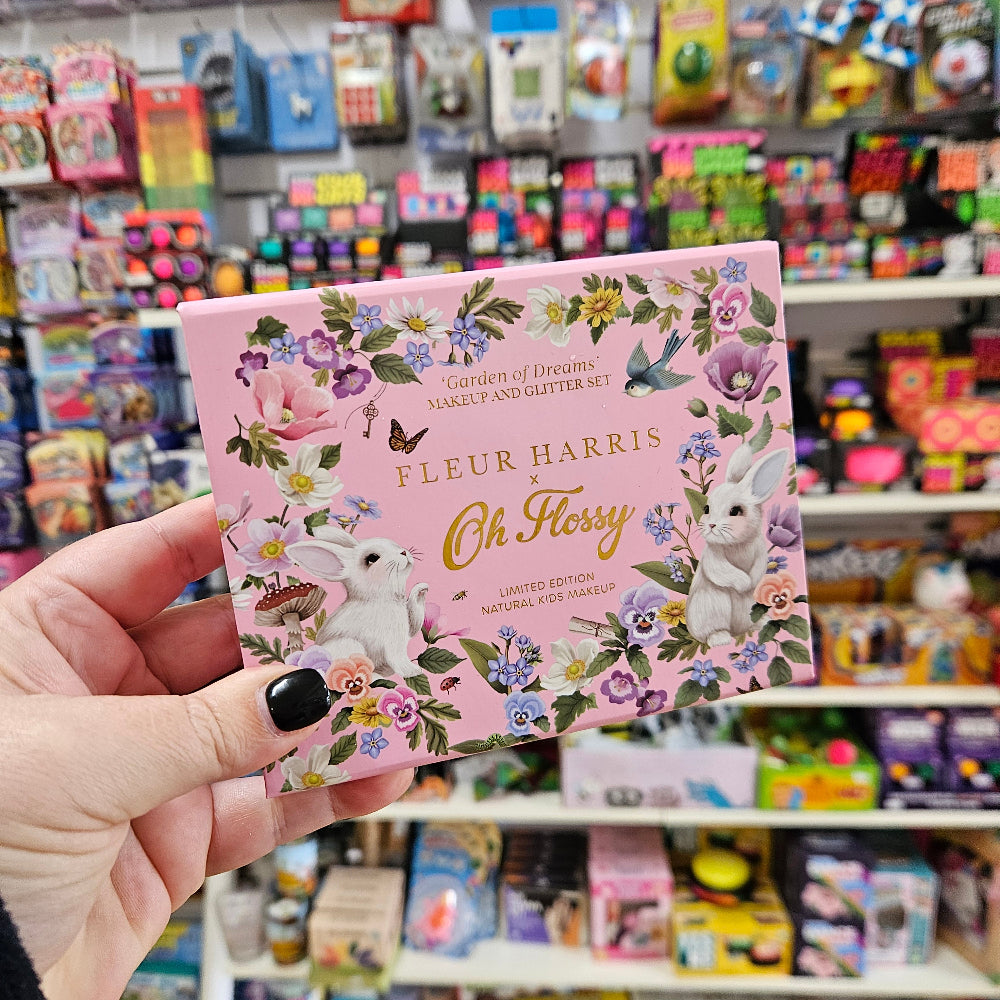 'Garden of Dreams'
MAKEUP AND GLITTER SET
FLEUR HARRIS
x
Oh Flossy
LIMITED EDITION
NATURAL KIDS MAKEUP